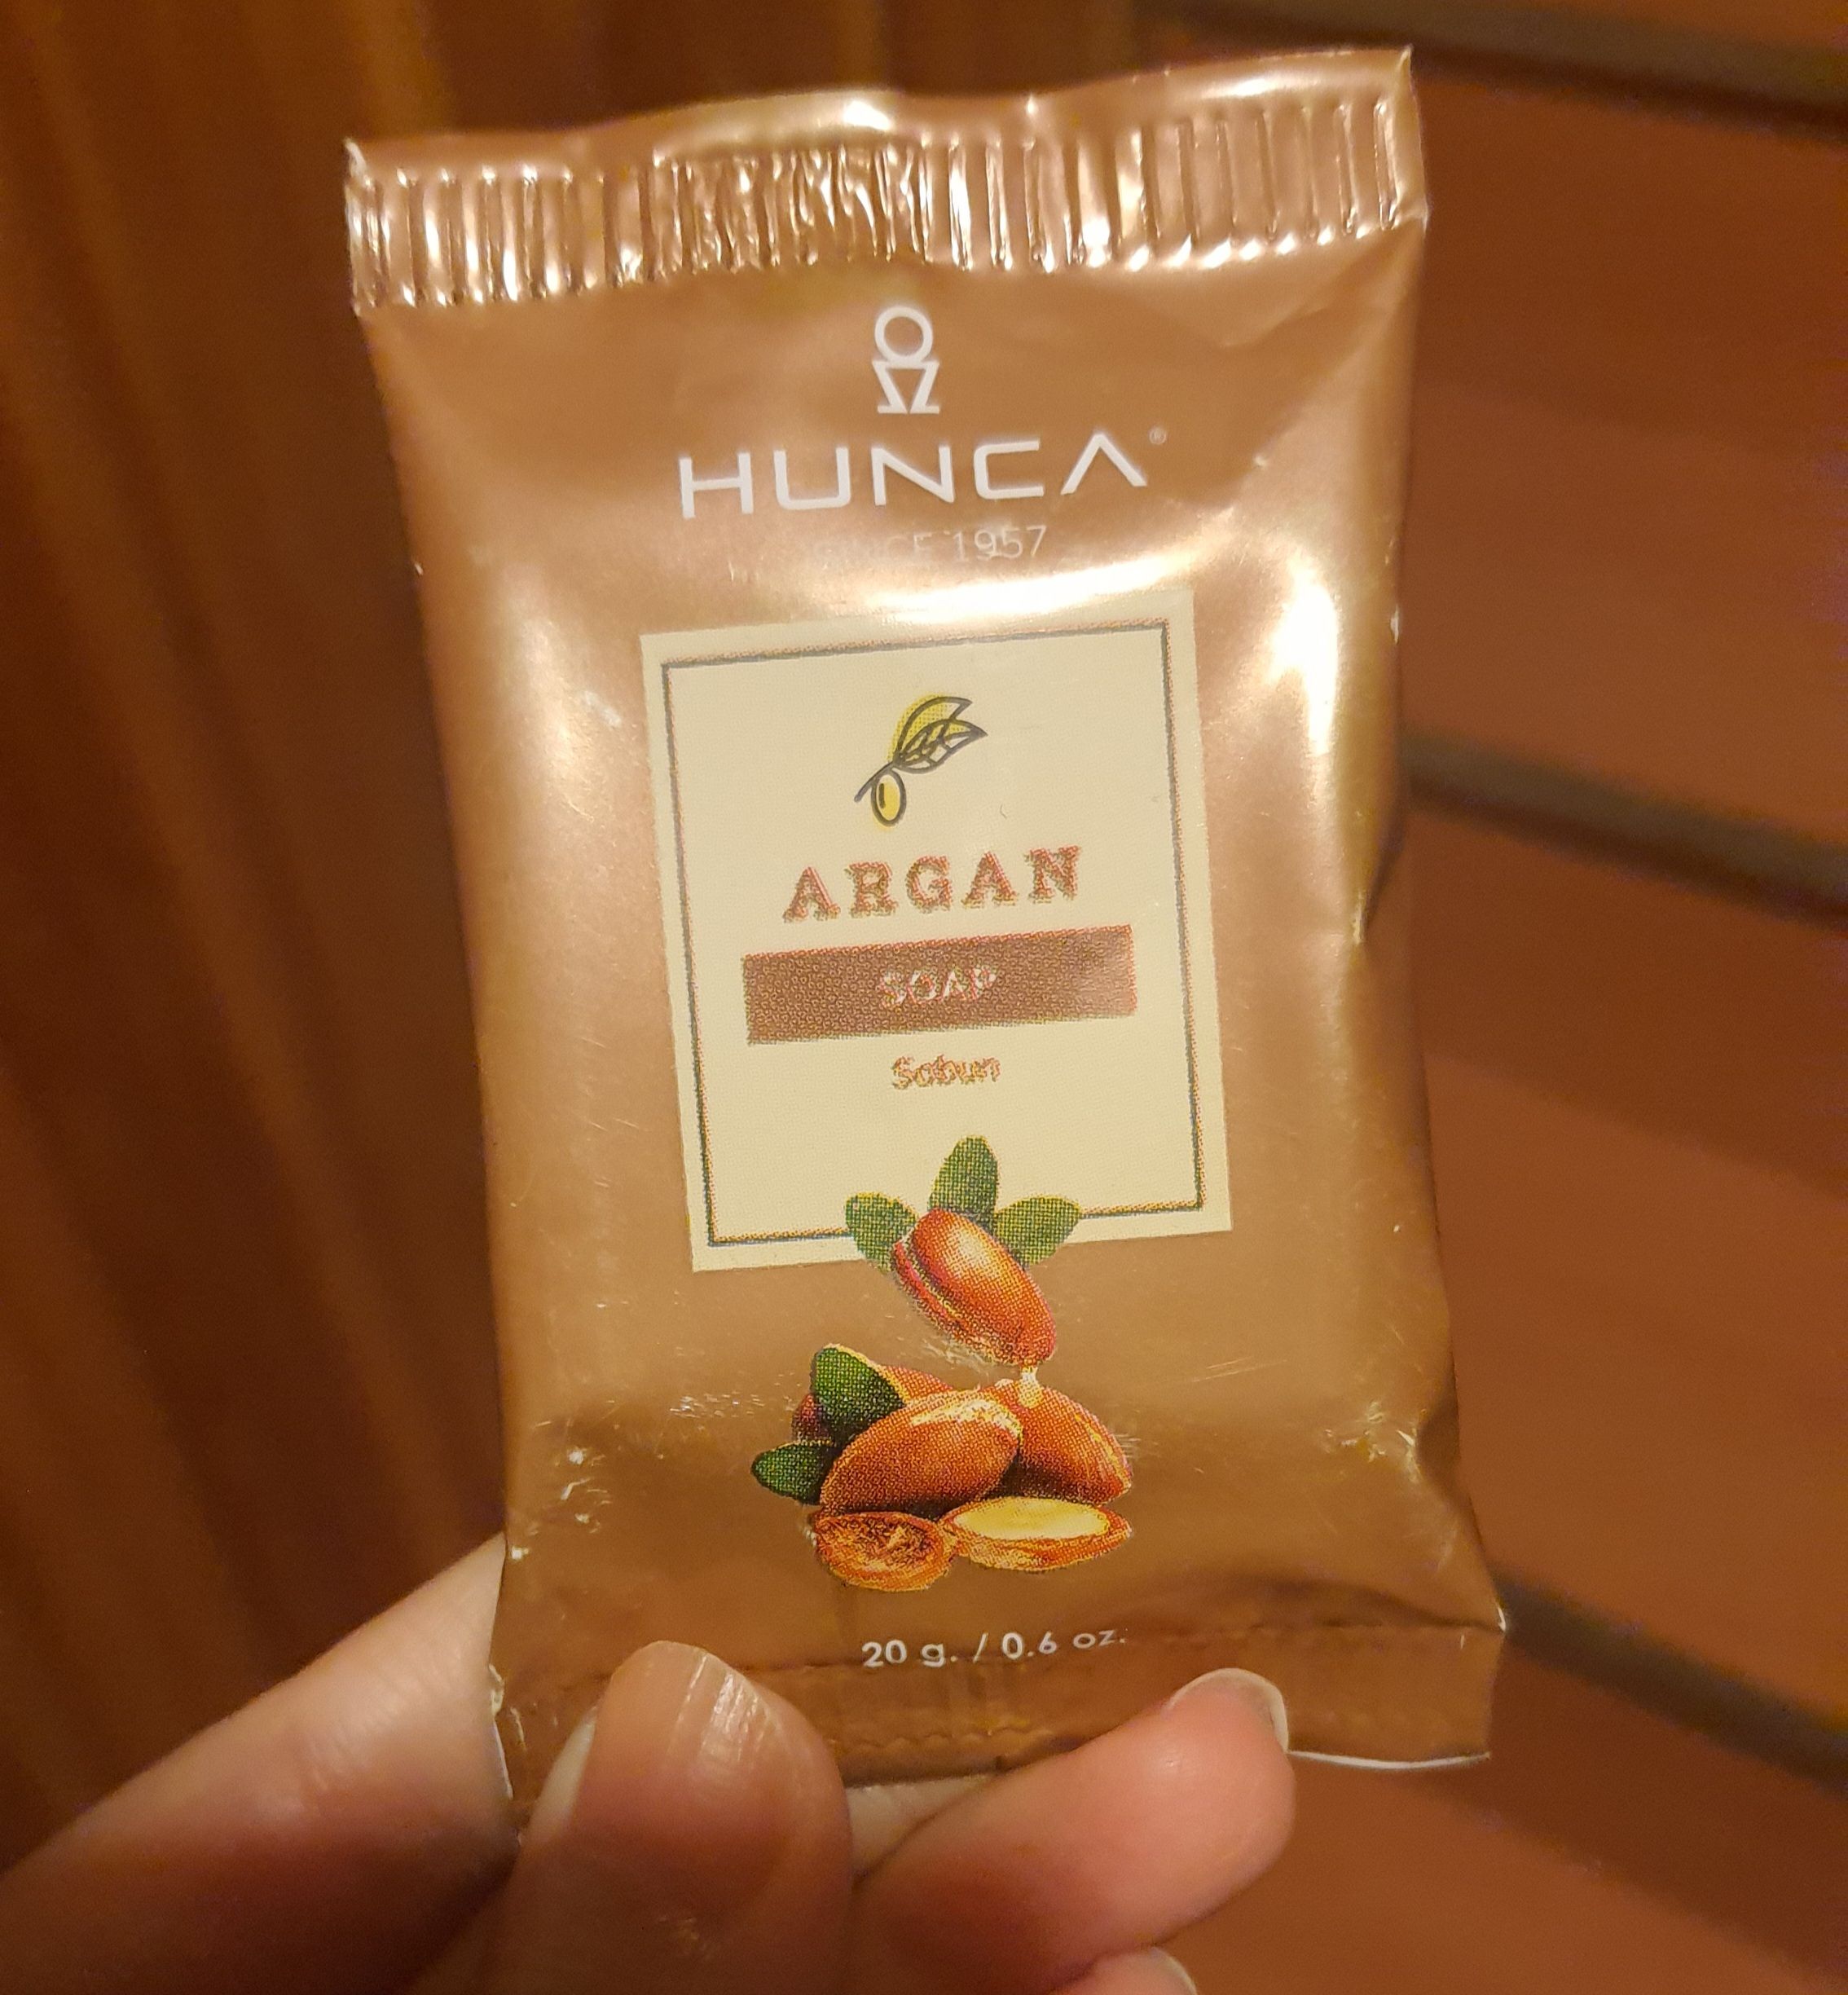 HUNCA®
SINCE 1957
ARGAN
SOAP
Sabun
20 g. / 0.6 oz.